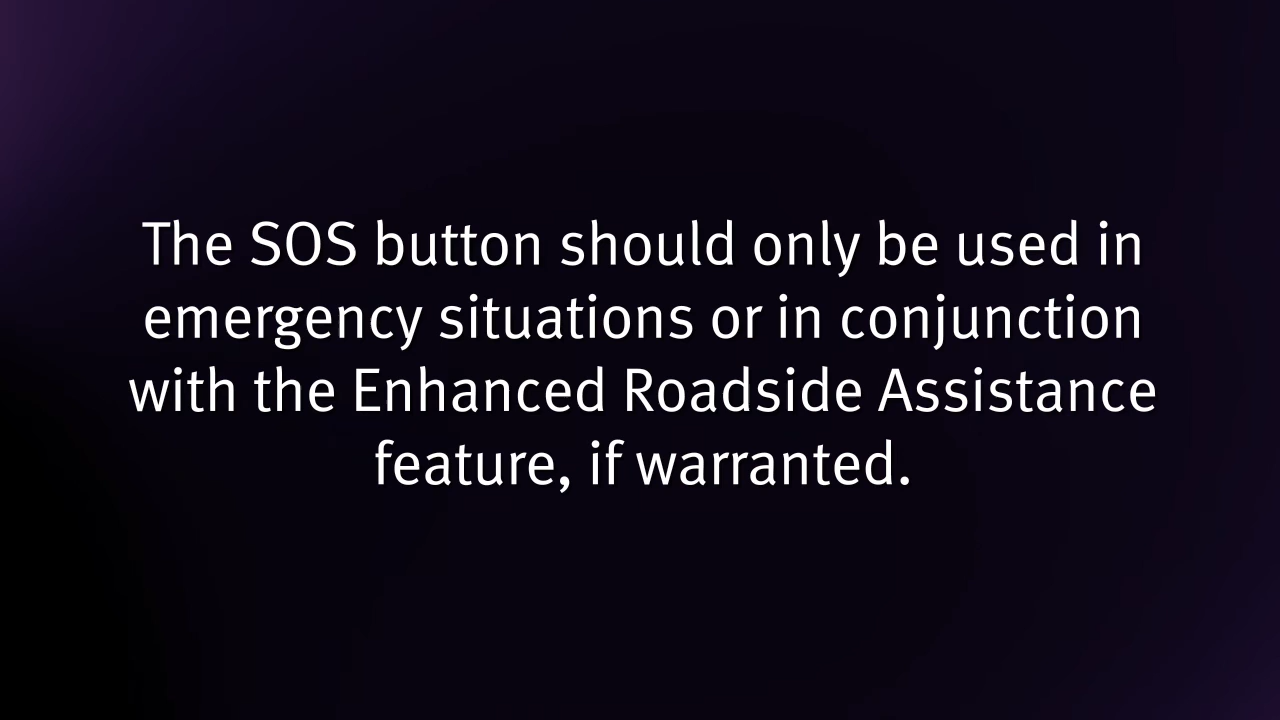 The SOS button should only be used in
emergency situations or in conjunction
with the Enhanced Roadside Assistance
feature, if warranted.